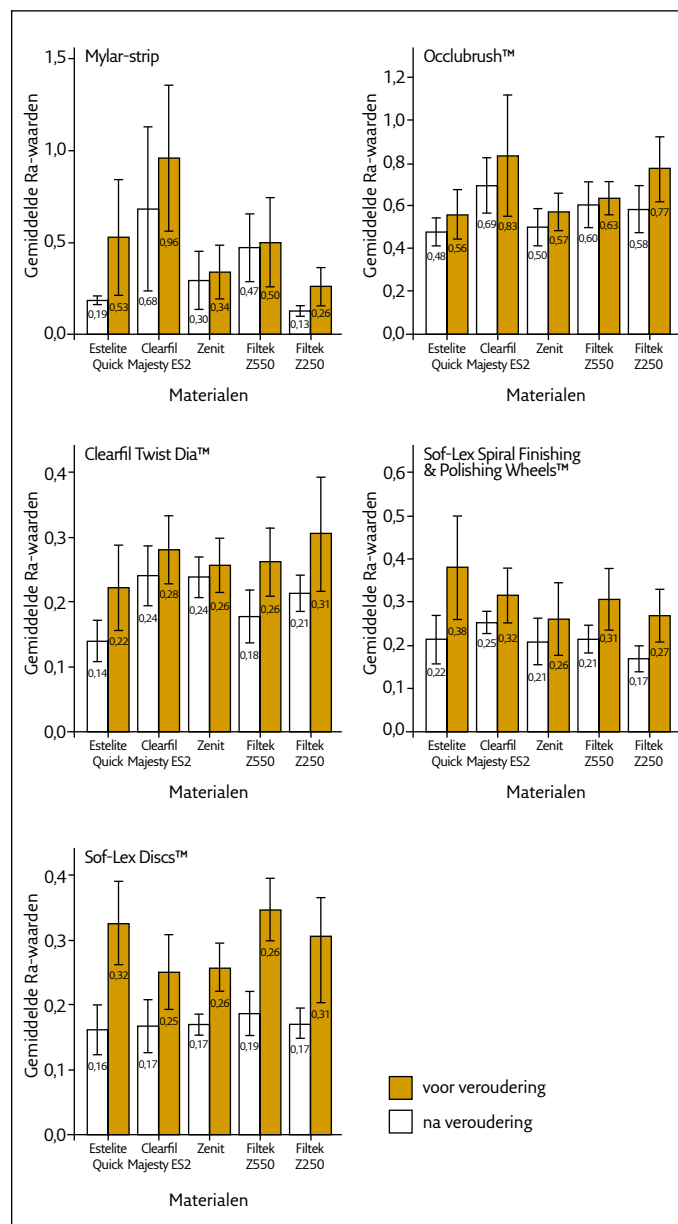 Mylar-strip
Gemiddelde Ra-waarden
1,5
1,0
0,5
0,0
0,19
0,53
0,68
0,96
0,30
0,34
0,47
0,50
0,13
0,26
Estelite Clearfil Zenit Filtek Filtek
Quick Majesty ES2 Z550 Z250
Materialen
Occlubrush™
Gemiddelde Ra-waarden
1,2
1,0
0,8
0,6
0,4
0,2
0,0
0,48
0,56
0,69
0,83
0,50
0,57
0,60
0,63
0,58
0,77
Estelite Clearfil Zenit Filtek Filtek
Quick Majesty ES2 Z550 Z250
Materialen
Clearfil Twist Dia™
Gemiddelde Ra-waarden
0,4
0,3
0,2
0,1
0,0
0,14
0,22
0,24
0,28
0,24
0,26
0,18
0,26
0,21
0,31
Estelite Clearfil Zenit Filtek Filtek
Quick Majesty ES2 Z550 Z250
Materialen
Sof-Lex Spiral Finishing
& Polishing Wheels™
Gemiddelde Ra-waarden
0,6
0,5
0,4
0,3
0,2
0,1
0,0
0,22
0,38
0,25
0,32
0,21
0,26
0,21
0,31
0,17
0,27
Estelite Clearfil Zenit Filtek Filtek
Quick Majesty ES2 Z550 Z250
Materialen
Sof-Lex Discs™
Gemiddelde Ra-waarden
0,4
0,3
0,2
0,1
0,0
0,16
0,32
0,17
0,25
0,17
0,26
0,19
0,26
0,17
0,31
Estelite Clearfil Zenit Filtek Filtek
Quick Majesty ES2 Z550 Z250
Materialen
voor veroudering
na veroudering